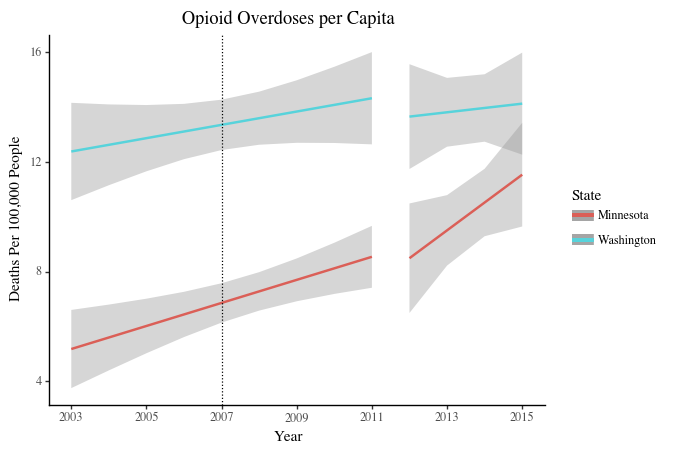 Opioid Overdoses per Capita
Deaths Per 100,000 People
16
12
8
4
2003 2005 2007 2009 2011 2013 2015
Year
State
Minnesota
Washington